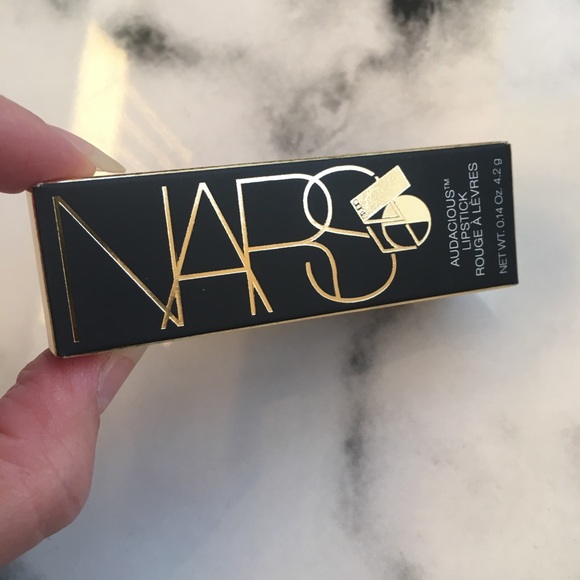 NARS
AUDACIOUS™
LIPSTICK
ROUGE À LÈVRES
NET WT. 0.14 Oz. 4.2 g